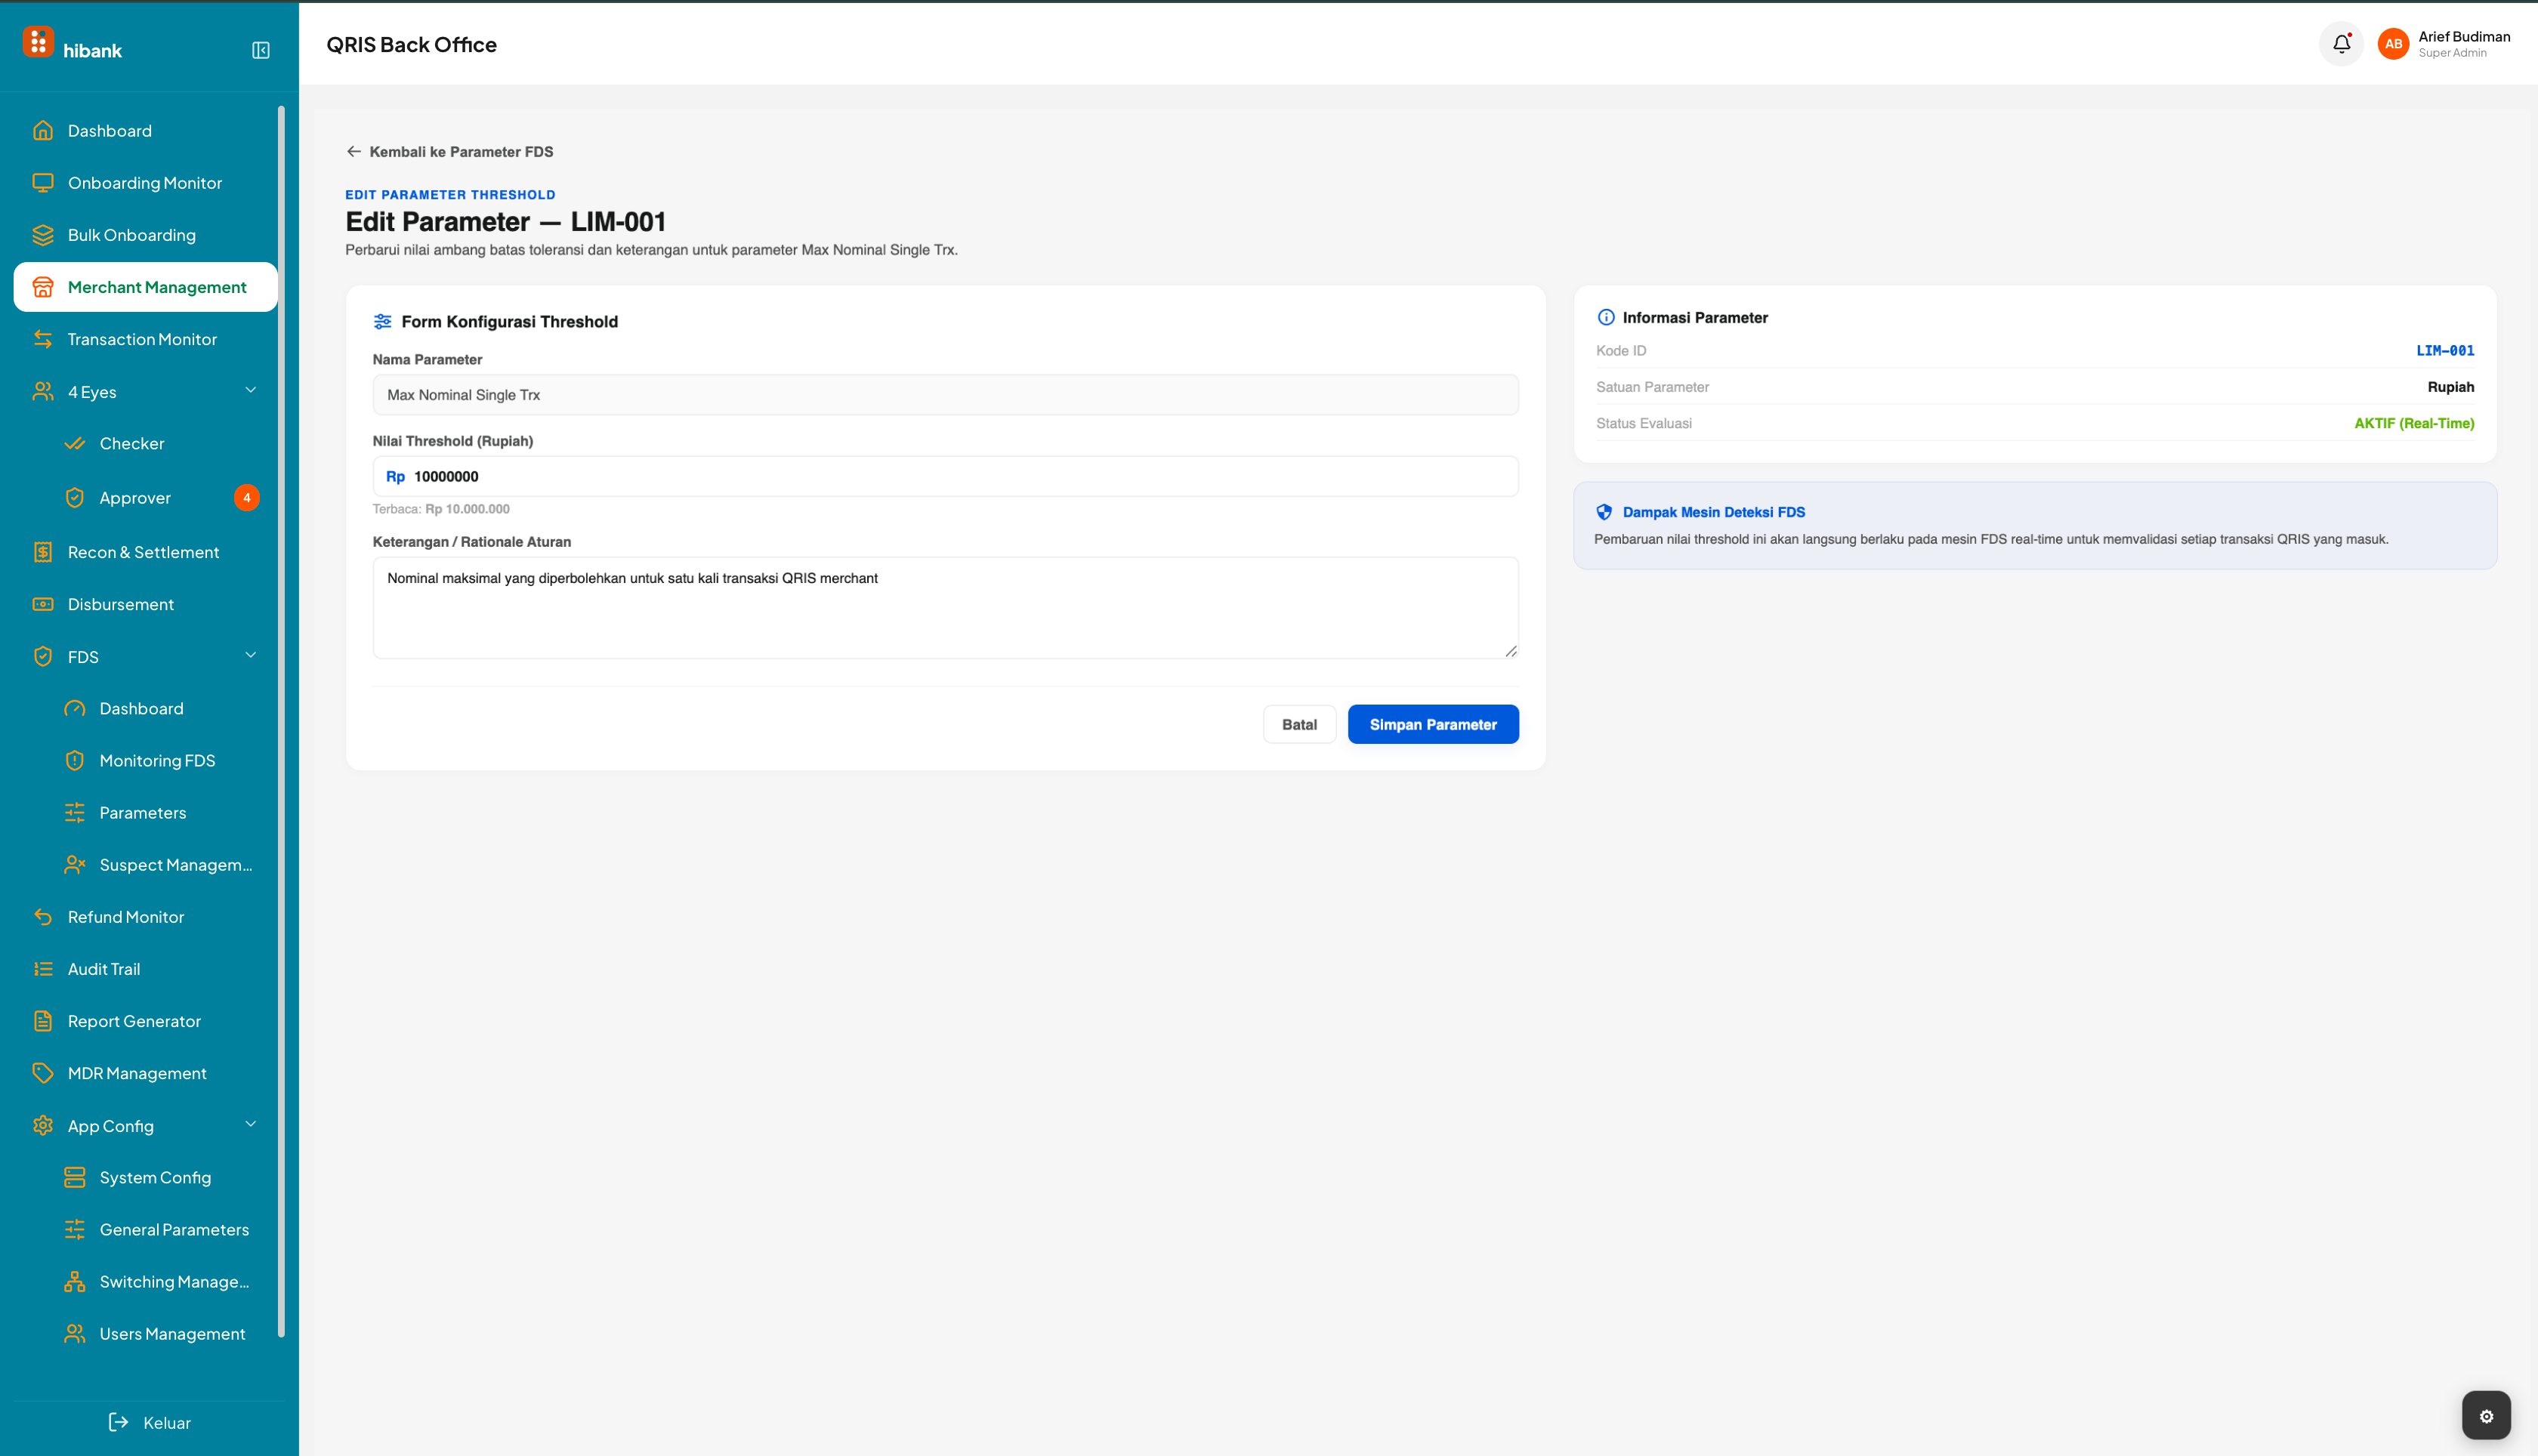 hibank
QRIS Back Office
AB
Arief Budiman
Super Admin
Dashboard
Onboarding Monitor
Bulk Onboarding
Merchant Management
Transaction Monitor
4 Eyes
Checker
Approver
4
Recon & Settlement
Disbursement
FDS
Dashboard
Monitoring FDS
Parameters
Suspect Managem...
Refund Monitor
Audit Trail
Report Generator
MDR Management
App Config
System Config
General Parameters
Switching Manage...
Users Management
Keluar
Kembali ke Parameter FDS
EDIT PARAMETER THRESHOLD
Edit Parameter — LIM-001
Perbarui nilai ambang batas toleransi dan keterangan untuk parameter Max Nominal Single Trx.
Form Konfigurasi Threshold
Nama Parameter
Max Nominal Single Trx
Nilai Threshold (Rupiah)
Rp 10000000
Terbaca: Rp 10.000.000
Keterangan / Rationale Aturan
Nominal maksimal yang diperbolehkan untuk satu kali transaksi QRIS merchant
Batal
Simpan Parameter
Informasi Parameter
Kode ID LIM-001
Satuan Parameter Rupiah
Status Evaluasi AKTIF (Real-Time)
Dampak Mesin Deteksi FDS
Pembaruan nilai threshold ini akan langsung berlaku pada mesin FDS real-time untuk memvalidasi setiap transaksi QRIS yang masuk.